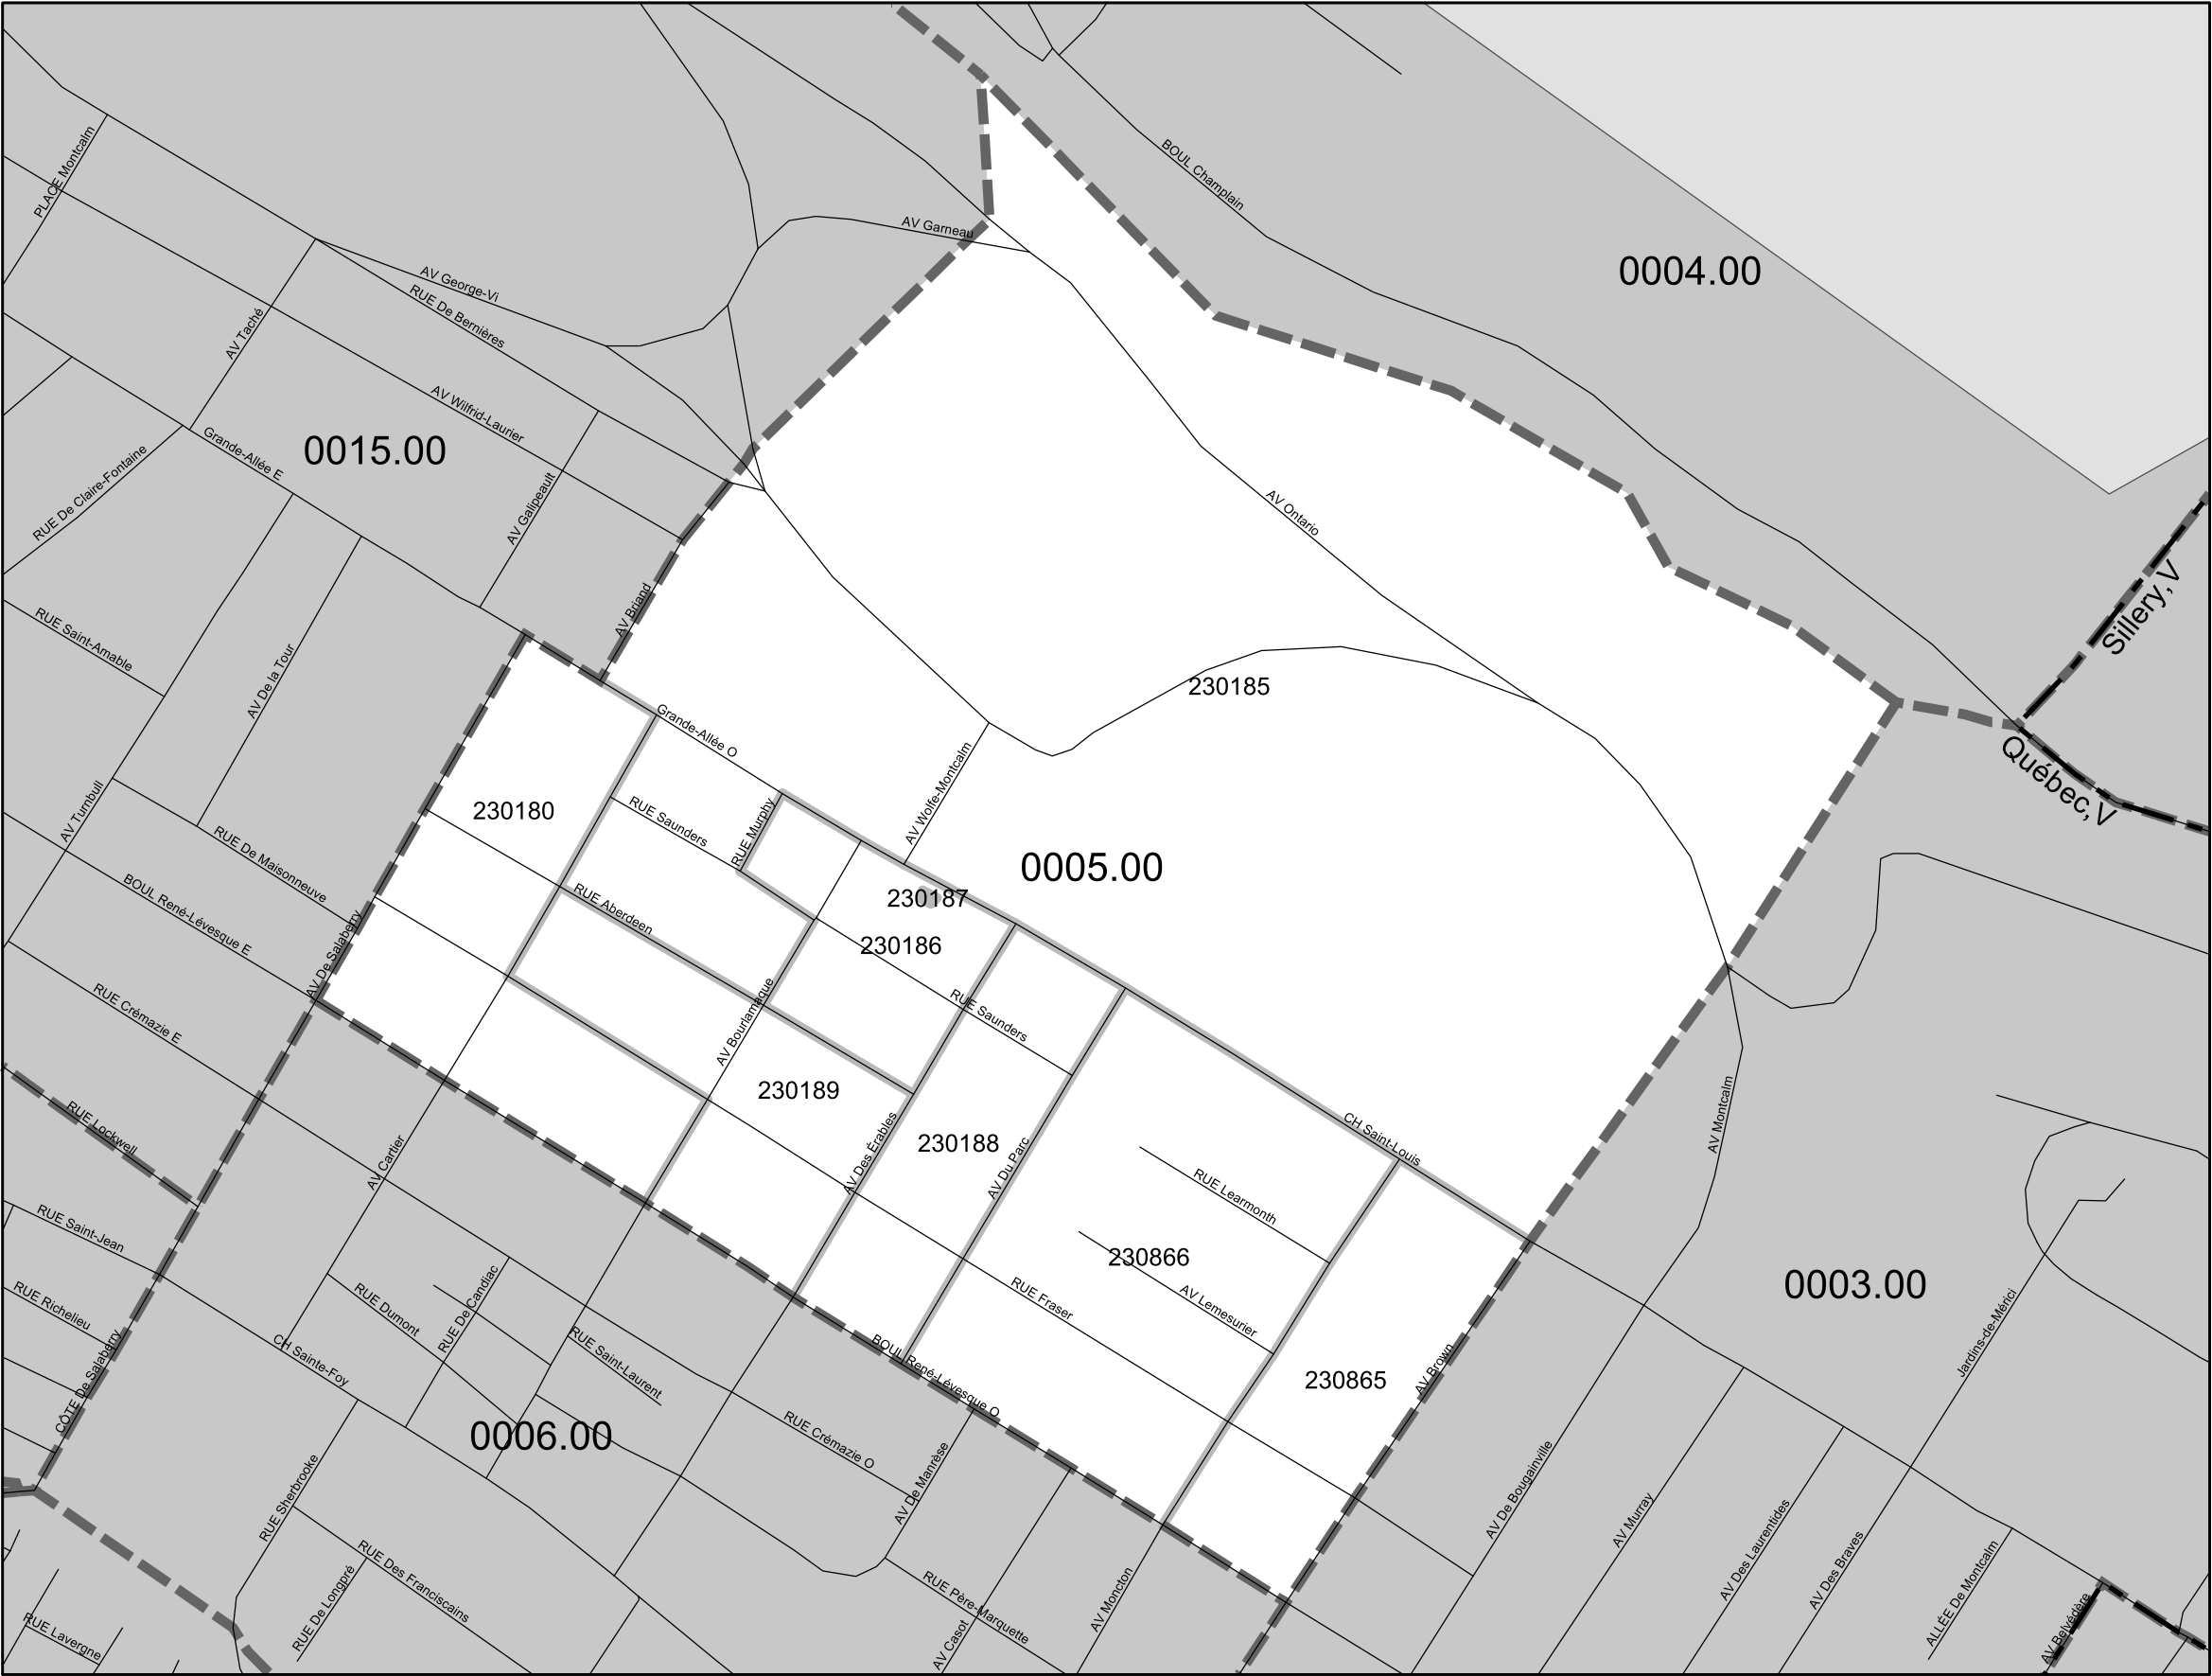 PLACE Montcalm
BOUL Champlain
AV Garneau
0004.00
AV George-Vi
RUE De Bernières
AV Taché
AV Wilfrid-Laurier
Grande-Allée E
0015.00
RUE De Claire-Fontaine
AV Galipeault
AV Ontario
Sillery, V
AV Briand
RUE Saint-Amable
AV De la Tour
230185
Grande-Allée O
Québec, V
AV Wolfe-Montcalm
230180
RUE Saunders
RUE Murphy
AV Turnbull
RUE De Maisonneuve
0005.00
BOUL René-Lévesque E
RUE Aberdeen
230187
230186
AV De Salaberry
RUE Crémazie E
AV Bourlamaque
RUE Saunders
230189
RUE Lockwell
AV Cartier
AV Des Érables
230188
AV Du Parc
CH Saint-Louis
AV Montcalm
RUE Learmonth
RUE Saint-Jean
230866
0003.00
RUE Richelieu
RUE Dumont
RUE De Candiac
RUE Fraser
AV Lemesurier
Jardins-de-Mérici
CÔTE De Salaberry
CH Sainte-Foy
RUE Saint-Laurent
BOUL René-Lévesque O
230865
AV Brown
0006.00
RUE Crémazie O
AV De Manrèse
RUE Sherbrooke
AV De Bougainville
AV Murray
AV Des Laurentides
AV Des Braves
ALLÉE De Montcalm
RUE Des Franciscains
RUE De Longpré
RUE Père-Marquette
AV Moncton
AV Casot
RUE Lavergne
AV Belvédère